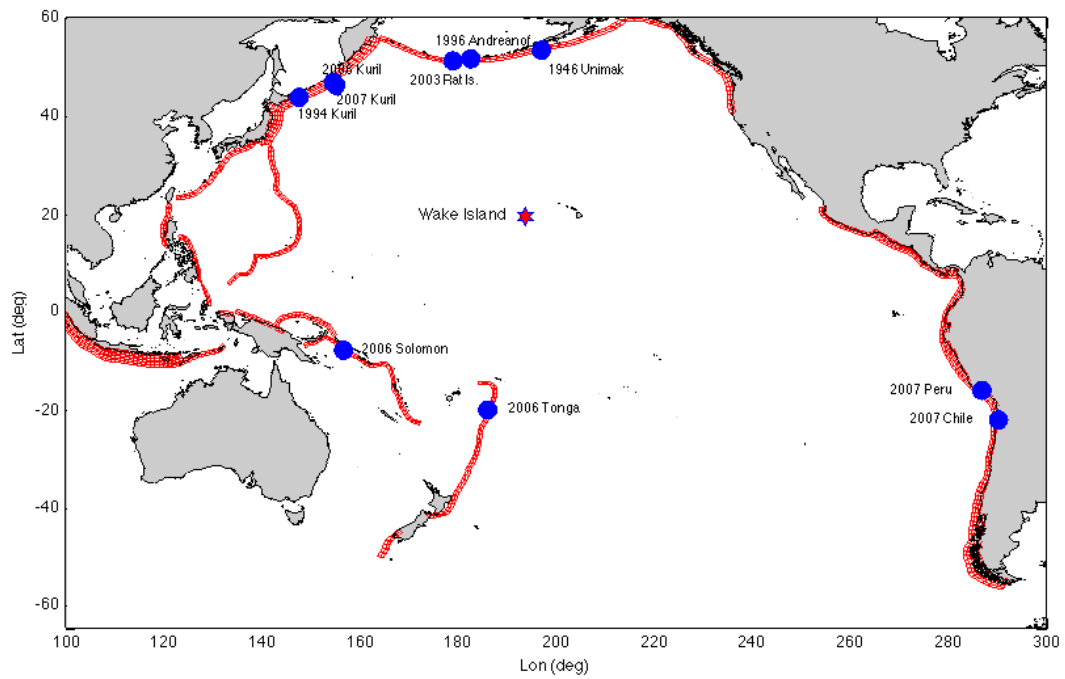 60
1996 Andreanof
2006 Kuril
2003 Rat Is.
1946 Unimak
2007 Kuril
1994 Kuril
40
20
Wake Island
0
2006 Solomon
2007 Peru
2006 Tonga
2007 Chile
-20
-40
-60
Lat (deg)
100
120
140
160
180
200
220
240
260
280
300
Lon (deg)